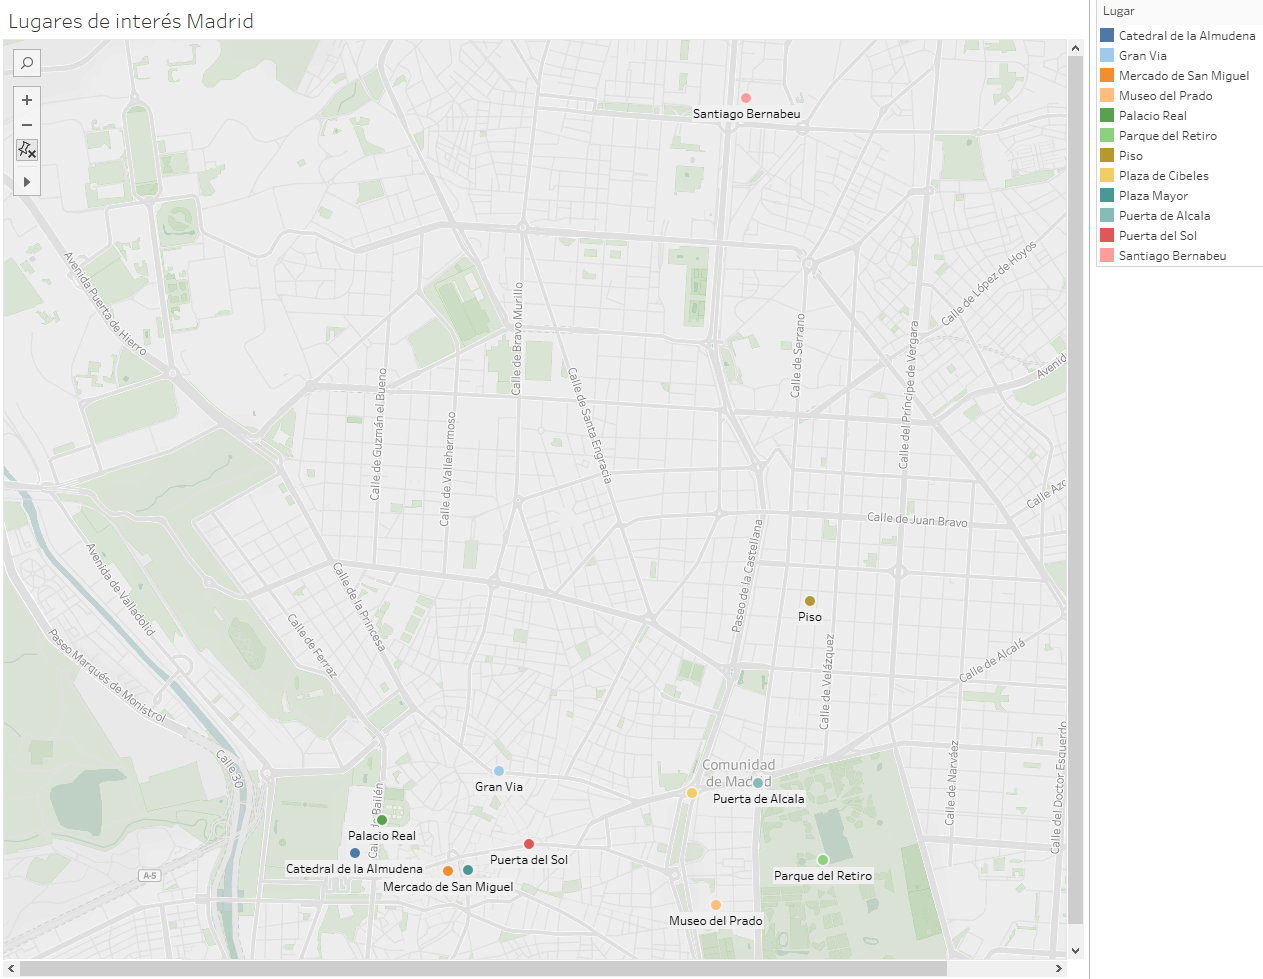 Lugares de interés Madrid
Lugar
Catedral de la Almudena
Gran Via
Mercado de San Miguel
Museo del Prado
Palacio Real
Parque del Retiro
Piso
Plaza de Cibeles
Plaza Mayor
Puerta de Alcala
Puerta del Sol
Santiago Bernabeu
Santiago Bernabeu
Calle de López de Hoyos
Avenida Puerta de Hierro
Calle de Bravo Murillo
Calle de Serrano
Calle del Príncipe de Vergara
Avenid
Calle de Guzmán el Bueno
Calle de Santa Engracia
Calle de Vallehermoso
Calle Azc
Calle de Juan Bravo
Paseo de la Castellana
Avenida de Valladolid
Calle de la Princesa
Piso
Calle de Ferraz
Paseo Marqués de Monistrol
Calle de Velázquez
Calle de Alcalá
Calle 30
Comunidad
de Madrid
Gran Via
Puerta de Alcala
Calle de Narváez
Calle del Doctor Esquerdo
Bailén
Palacio Real
Puerta del Sol
Catedral de la Almudena
A-5
Parque del Retiro
Mercado de San Miguel
Museo del Prado